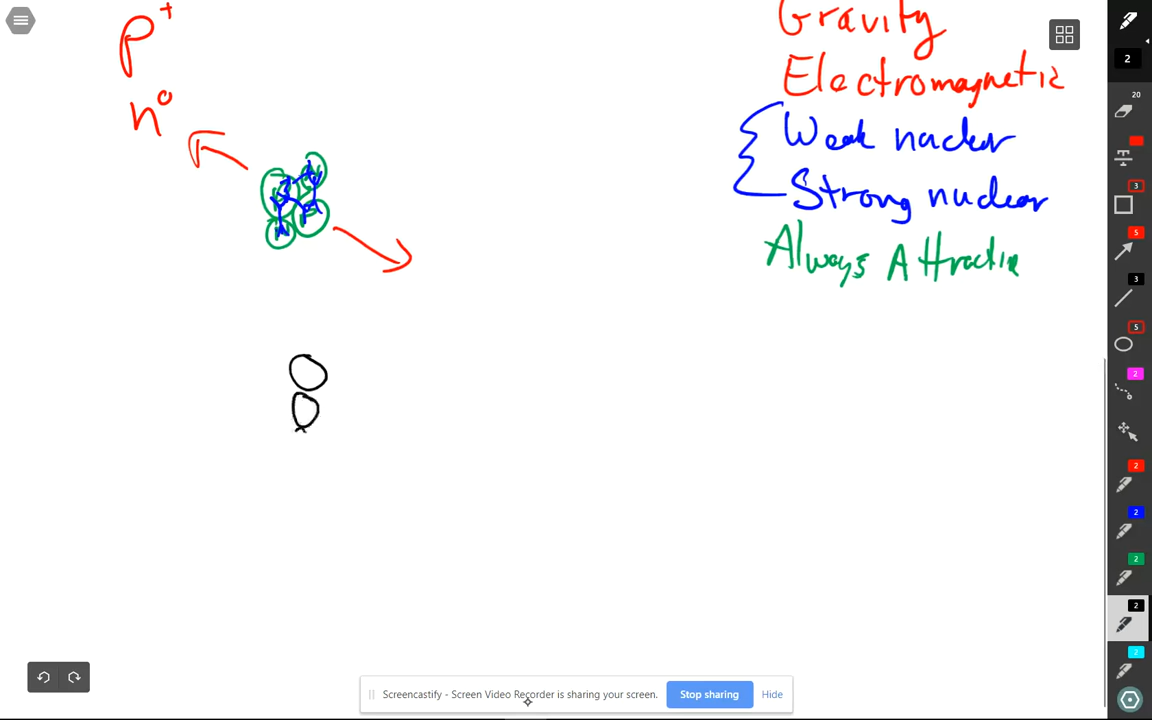 p+
n0
Gravity
Electromagnetic
Weak nuclear
Strong nuclear
Always Attractive
2
20
3
5
3
5
2
2
2
2
2
2
Screencastify - Screen Video Recorder is sharing your screen.
Stop sharing
Hide